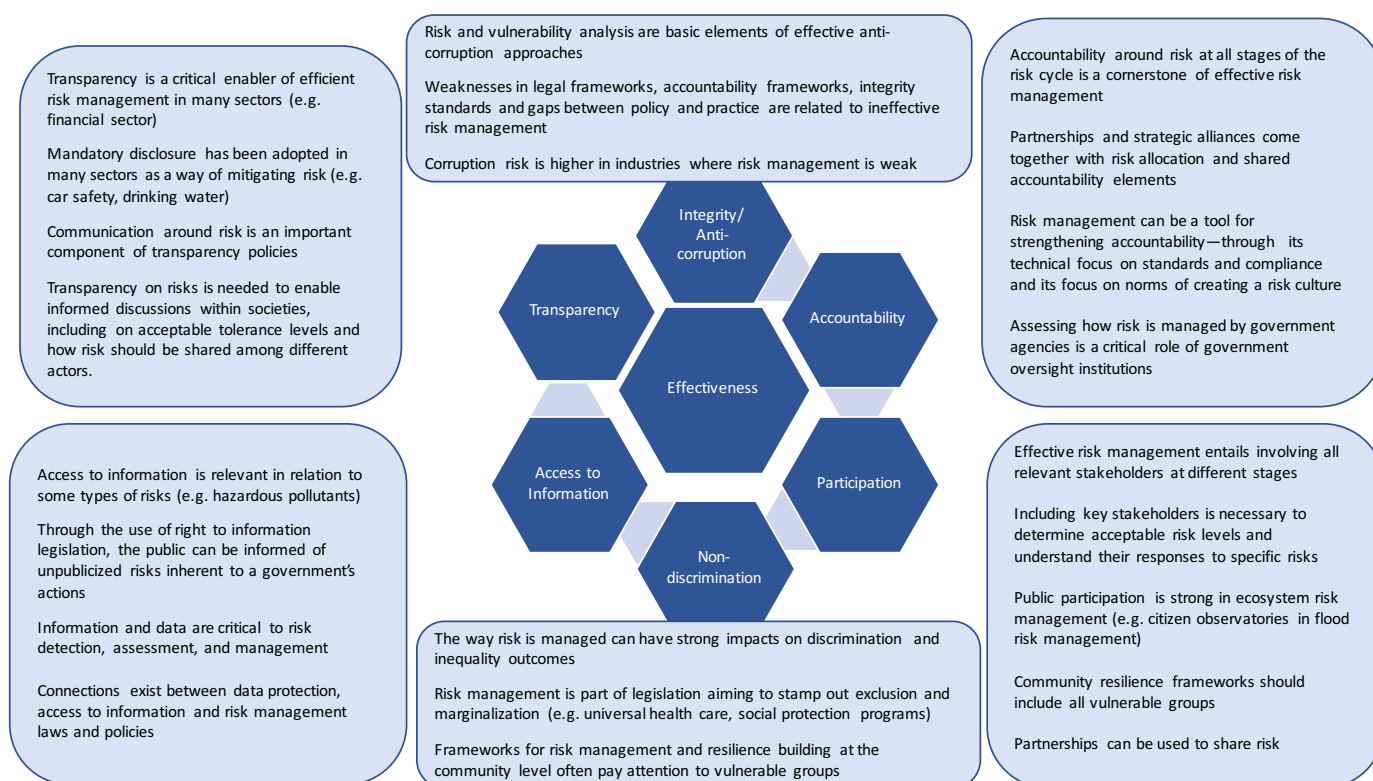 Transparency is a critical enabler of efficient
risk management in many sectors (e.g.
financial sector)
Mandatory disclosure has been adopted in
many sectors as a way of mitigating risk (e.g.
car safety, drinking water)
Communication around risk is an important
component of transparency policies
Transparency on risks is needed to enable
informed discussions within societies,
including on acceptable tolerance levels and
how risk should be shared among different
actors.
Risk and vulnerability analysis are basic elements of effective anti-
corruption approaches
Weaknesses in legal frameworks, accountability frameworks, integrity
standards and gaps between policy and practice are related to ineffective
risk management
Corruption risk is higher in industries where risk management is weak
Accountability around risk at all stages of the
risk cycle is a cornerstone of effective risk
management
Partnerships and strategic alliances come
together with risk allocation and shared
accountability elements
Risk management can be a tool for
strengthening accountability—through its
technical focus on standards and compliance
and its focus on norms of creating a risk culture
Assessing how risk is managed by government
agencies is a critical role of government
oversight institutions
Integrity/
Anti-
corruption
Transparency
Accountability
Effectiveness
Access to
Information
Participation
Non-
discrimination
Access to information is relevant in relation to
some types of risks (e.g. hazardous pollutants)
Through the use of right to information
legislation, the public can be informed of
unpublicized risks inherent to a government's
actions
Information and data are critical to risk
detection, assessment, and management
Connections exist between data protection,
access to information and risk management
laws and policies
The way risk is managed can have strong impacts on discrimination and
inequality outcomes
Risk management is part of legislation aiming to stamp out exclusion and
marginalization (e.g. universal health care, social protection programs)
Frameworks for risk management and resilience building at the
community level often pay attention to vulnerable groups
Effective risk management entails involving all
relevant stakeholders at different stages
Including key stakeholders is necessary to
determine acceptable risk levels and
understand their responses to specific risks
Public participation is strong in ecosystem risk
management (e.g. citizen observatories in flood
risk management)
Community resilience frameworks should
include all vulnerable groups
Partnerships can be used to share risk